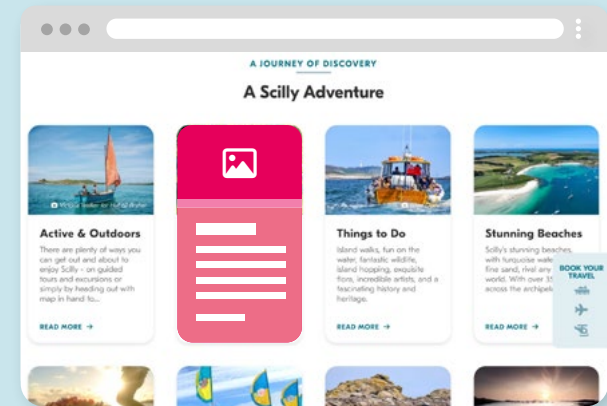 A JOURNEY OF DISCOVERY
A Scilly Adventure
Active & Outdoors
There are plenty of ways you
can get out and about to
enjoy Scilly - on guided
tours and excursions or
simply by heading out with
map in hand to...
READ MORE →
Things to Do
Island walks, fun on the
water, fantastic wildlife,
island hopping, exquisite
flora, incredible artists, and a
fascinating history and
heritage.
READ MORE →
Stunning Beaches
Scilly's stunning beaches,
with turquoise
fine sand, rival any
world. With over
across the
READ MORE →
BOOK YOUR
TRAVEL